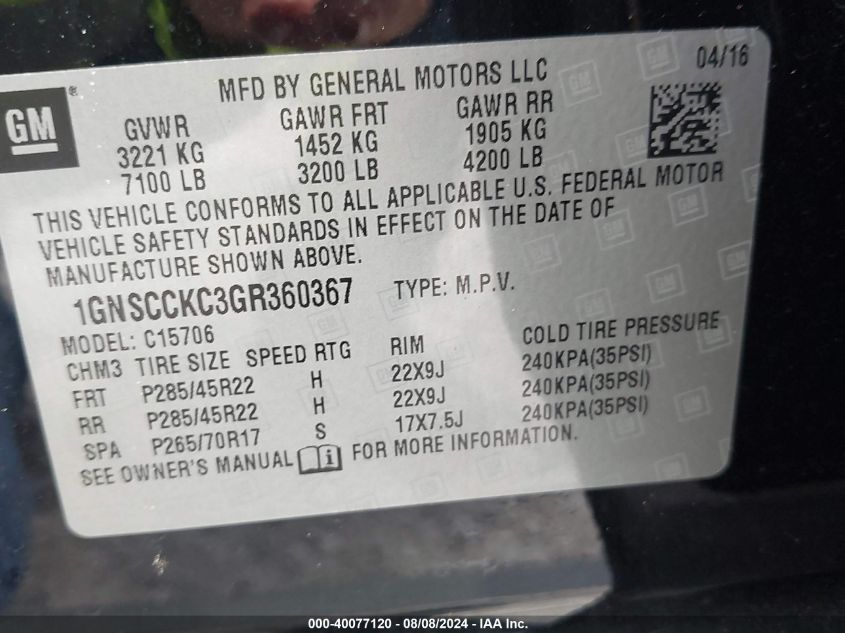 04/16
GM®
MFD BY GENERAL MOTORS LLC
GVWR GAWR FRT GAWR RR
3221 KG 1452 KG 1905 KG
7100 LB 3200 LB 4200 LB
THIS VEHICLE CONFORMS TO ALL APPLICABLE U.S. FEDERAL MOTOR
VEHICLE SAFETY STANDARDS IN EFFECT ON THE DATE OF
MANUFACTURE SHOWN ABOVE.
1GNSCCKC3GR360367 TYPE: M.P.V.
MODEL: C15706
CHM3 TIRE SIZE SPEED RTG RIM COLD TIRE PRESSURE
FRT P285/45R22 H 22X9J 240KPA(35PSI)
RR P285/45R22 H 22X9J 240KPA(35PSI)
SPA P265/70R17 S 17X7.5J 240KPA(35PSI)
SEE OWNER'S MANUAL i FOR MORE INFORMATION.
000-40077120 - 08/08/2024 - IAA Inc.